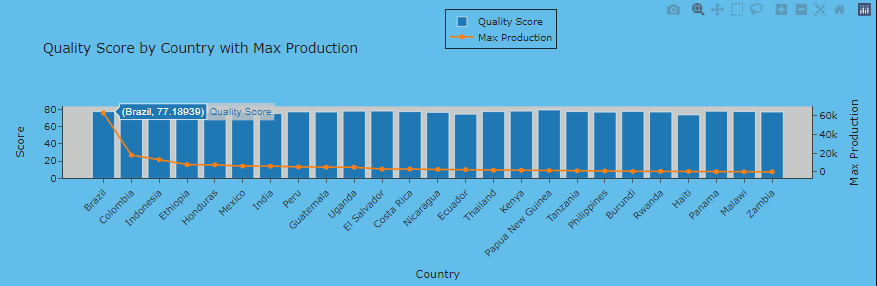 Quality Score
Max Production
Quality Score by Country with Max Production
80
60
40
20
0
Score
(Brazil, 77.18939) Quality Score
60k
40k
20k
0
Max Production
Brazil
Colombia
Indonesia
Ethiopia
Honduras
Mexico
India
Peru
Guatemala
Uganda
El Salvador
Costa Rica
Nicaragua
Ecuador
Thailand
Kenya
Papua New Guinea
Tanzania
Philippines
Burundi
Rwanda
Haiti
Panama
Malawi
Zambia
Country